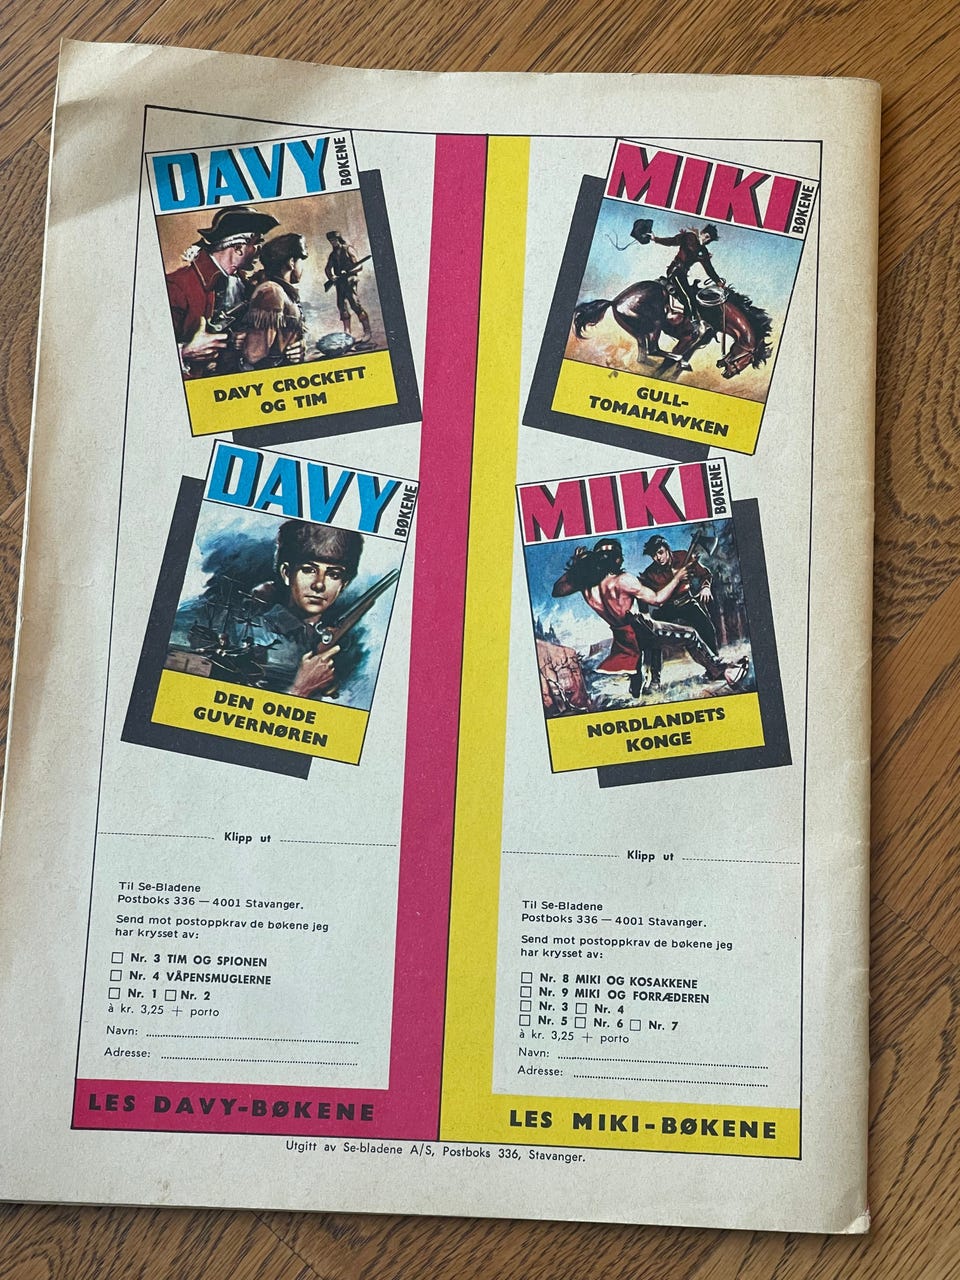 DAVY
BØKENE
DAVY CROCKETT
OG TIM
DAVY
BØKENE
DEN ONDE
GUVERNØREN
Klipp ut
Til Se-Bladene
Postboks 336 — 4001 Stavanger.
Send mot postoppkrav de bøkene jeg
har krysset av:
Nr. 3 TIM OG SPIONEN
Nr. 4 VÅPENSMUGLERNE
Nr. 1 Nr. 2
à kr. 3,25 + porto
Navn:
Adresse:
LES DAVY-BØKENE
MIKI
BØKENE
GULL-
TOMAHAWKEN
MIKI
BØKENE
NORDLANDETS
KONGE
Klipp ut
Til Se-Bladene
Postboks 336 — 4001 Stavanger.
Send mot postoppkrav de bøkene jeg
har krysset av:
Nr. 8 MIKI OG KOSAKKENE
Nr. 9 MIKI OG FORRÆDEREN
Nr. 3 Nr. 4
Nr. 5 Nr. 6 Nr. 7
à kr. 3,25 + porto
Navn:
Adresse:
LES MIKI-BØKENE
Utgitt av Se-bladene A/S, Postboks 336, Stavanger.